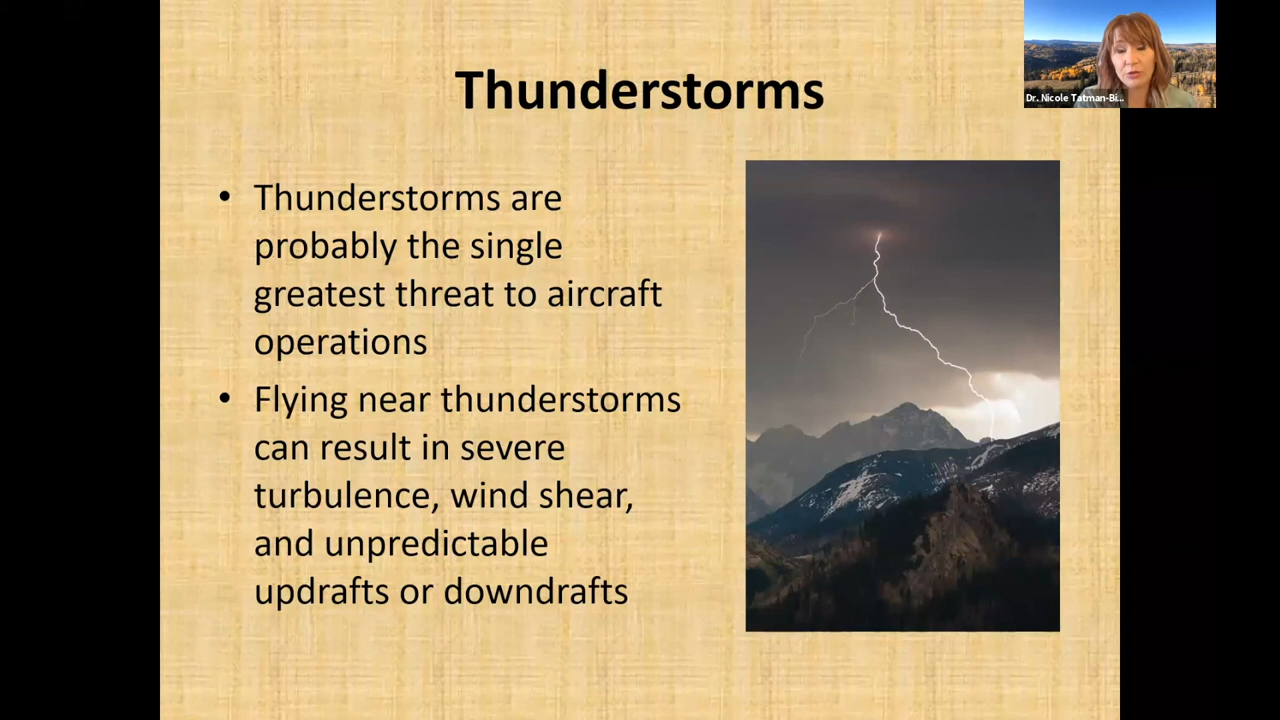 Thunderstorms
Dr. Nicole Tatman-Bi...
• Thunderstorms are
probably the single
greatest threat to aircraft
operations
• Flying near thunderstorms
can result in severe
turbulence, wind shear,
and unpredictable
updrafts or downdrafts